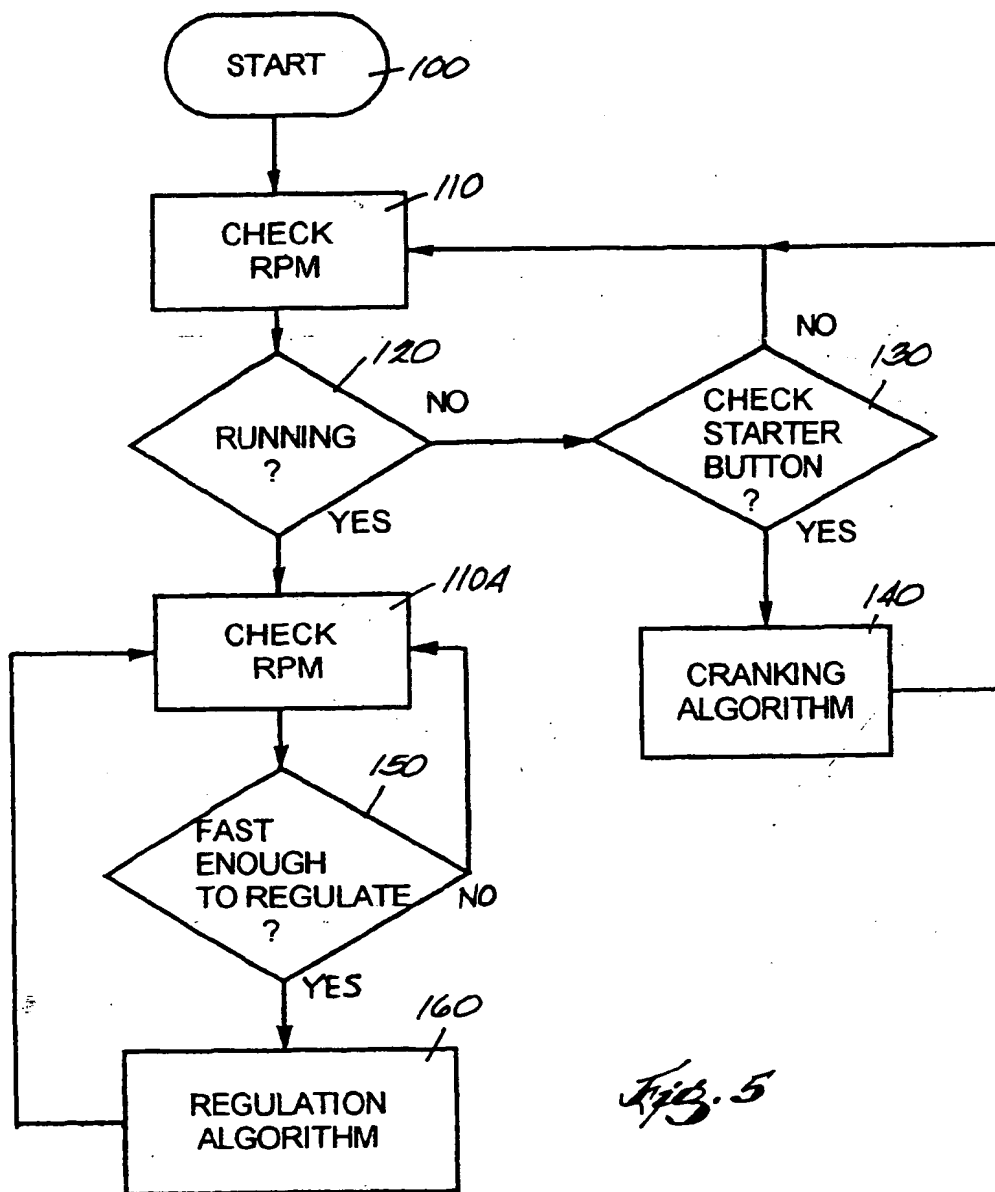 START
100
110
CHECK
RPM
120
RUNNING
?
NO
YES
NO
130
CHECK
STARTER
BUTTON
?
YES
110A
CHECK
RPM
140
CRANKING
ALGORITHM
150
FAST
ENOUGH
TO REGULATE
?
NO
YES
160
REGULATION
ALGORITHM
Fig. 5